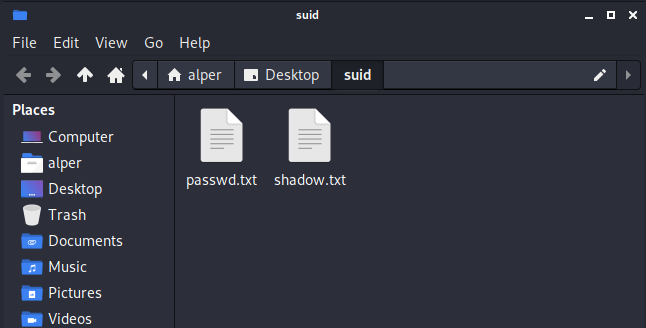 suid
File Edit View Go Help
alper Desktop suid
Places
Computer
alper
Desktop
Trash
Documents
Music
Pictures
Videos
passwd.txt shadow.txt